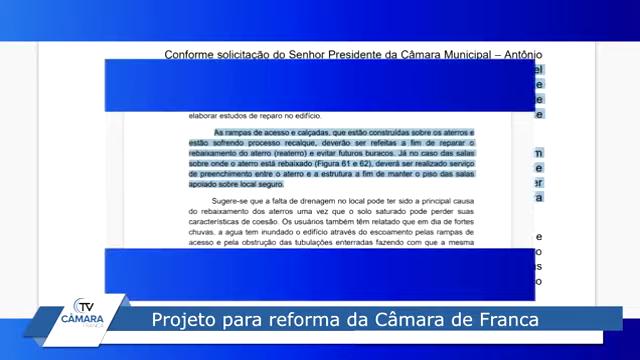 Conforme solicitação do Senhor Presidente da Câmara Municipal – Antônio
elaborar estudos de reparo no edifício.
As rampas de acesso e calçadas, que estão construídas sobre os aterros e
estão sofrendo processo recalque, deverão ser refeitas a fim de reparar o
rebaixamento do aterro (reaterro) e evitar futuros buracos. Já no caso das salas
sobre onde o aterro está rebaixado (Figura 61 e 62), deverá ser realizado serviço
de preenchimento entre o aterro e a estrutura a fim de manter o piso das salas
apoiado sobre local seguro.
Sugere-se que a falta de drenagem no local pode ter sido a principal causa
do rebaixamento dos aterros uma vez que o solo saturado pode perder suas
características de coesão. Os usuários também têm relatado que em dia de fortes
chuvas, a agua tem inundado o edifício através do escoamento pelas rampas de
acesso e pela obstrução das tubulações enterradas fazendo com que a mesma
TV
CÂMARA
FRANCA
Projeto para reforma da Câmara de Franca